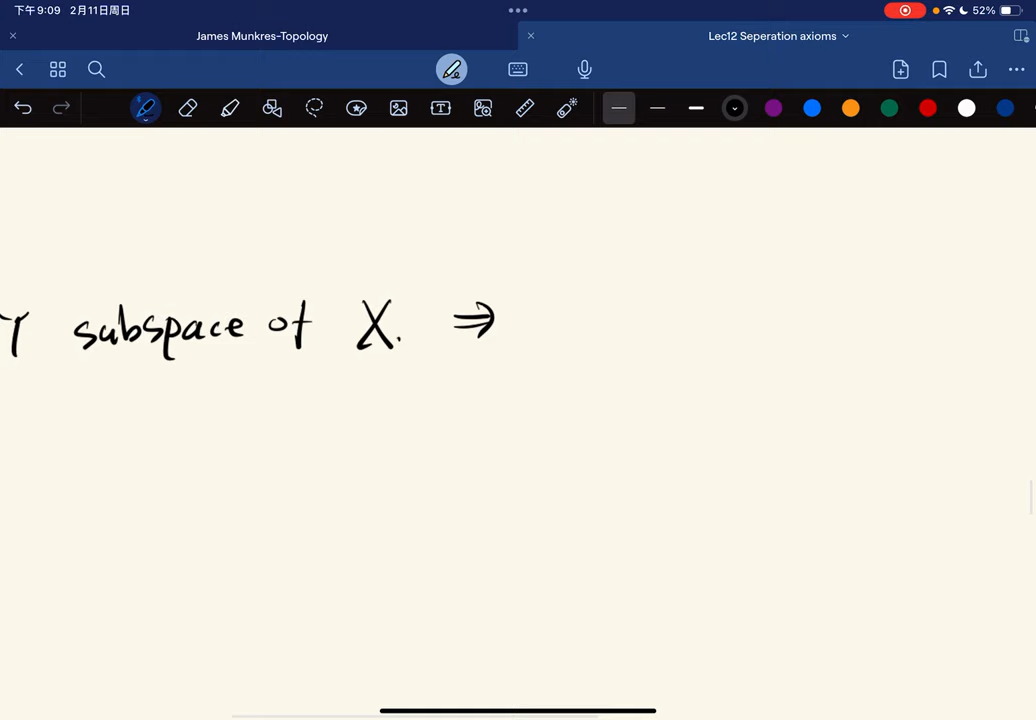 下午9:09 2月11日周日
52%
James Munkres-Topology
Lec12 Seperation axioms
Y subspace of X. ⇒